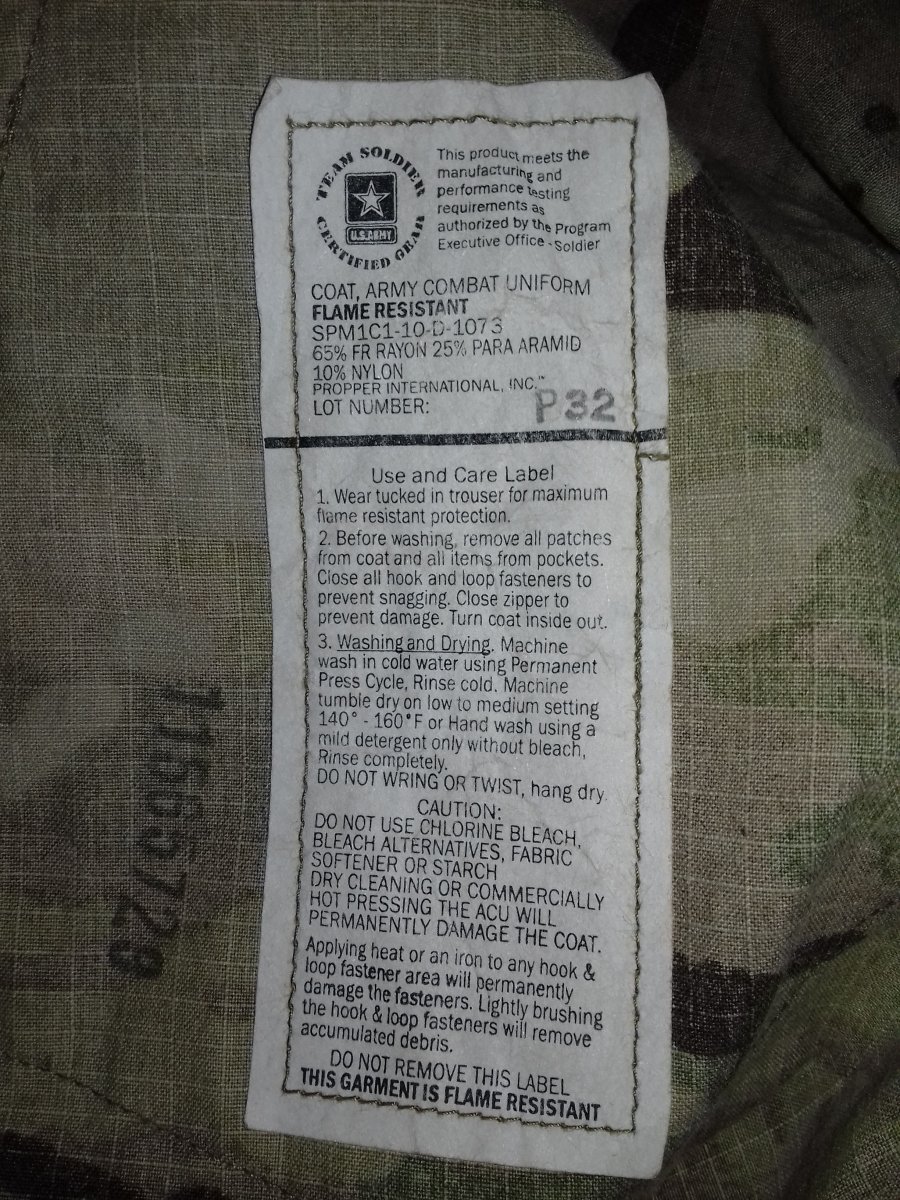 TEAM SOLDIER
U.S.ARMY
CERTIFIED GEAR
This product meets the
manufacturing and
performance testing
requirements as
authorized by the Program
Executive Office - Soldier
COAT, ARMY COMBAT UNIFORM
FLAME RESISTANT
SPM1C1-10-D-1073
65% FR RAYON 25% PARA ARAMID
10% NYLON
PROPPER INTERNATIONAL, INC.™
LOT NUMBER: P32
Use and Care Label
1. Wear tucked in trouser for maximum
flame resistant protection.
2. Before washing, remove all patches
from coat and all items from pockets.
Close all hook and loop fasteners to
prevent snagging. Close zipper to
prevent damage. Turn coat inside out.
3. Washing and Drying. Machine
wash in cold water using Permanent
Press Cycle, Rinse cold. Machine
tumble dry on low to medium setting
140° - 160°F or Hand wash using a
mild detergent only without bleach,
Rinse completely.
DO NOT WRING OR TWIST, hang dry.
CAUTION:
DO NOT USE CHLORINE BLEACH,
BLEACH ALTERNATIVES, FABRIC
SOFTENER OR STARCH
DRY CLEANING OR COMMERCIALLY
HOT PRESSING THE ACU WILL
PERMANENTLY DAMAGE THE COAT.
Applying heat or an iron to any hook &
loop fastener area will permanently
damage the fasteners. Lightly brushing
the hook & loop fasteners will remove
accumulated debris.
DO NOT REMOVE THIS LABEL
THIS GARMENT IS FLAME RESISTANT